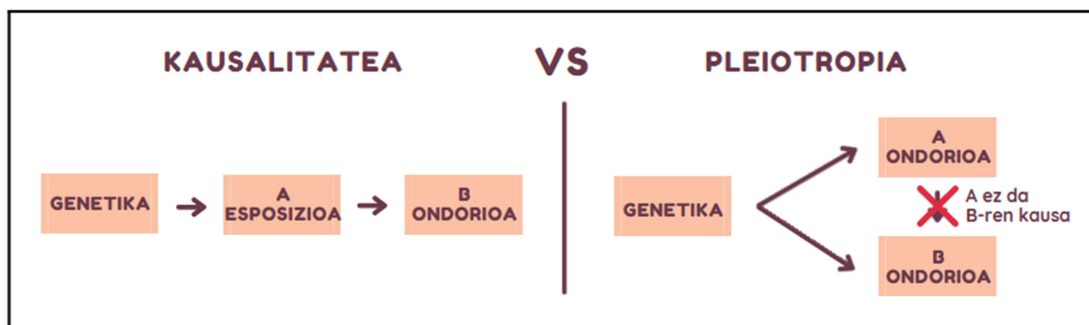 KAUSALITATEA
VS
PLEIOTROPIA
GENETIKA
A
ESPOSIZIOA
B
ONDORIOA
GENETIKA
A
ONDORIOA
A ez da
B-ren kausa
B
ONDORIOA